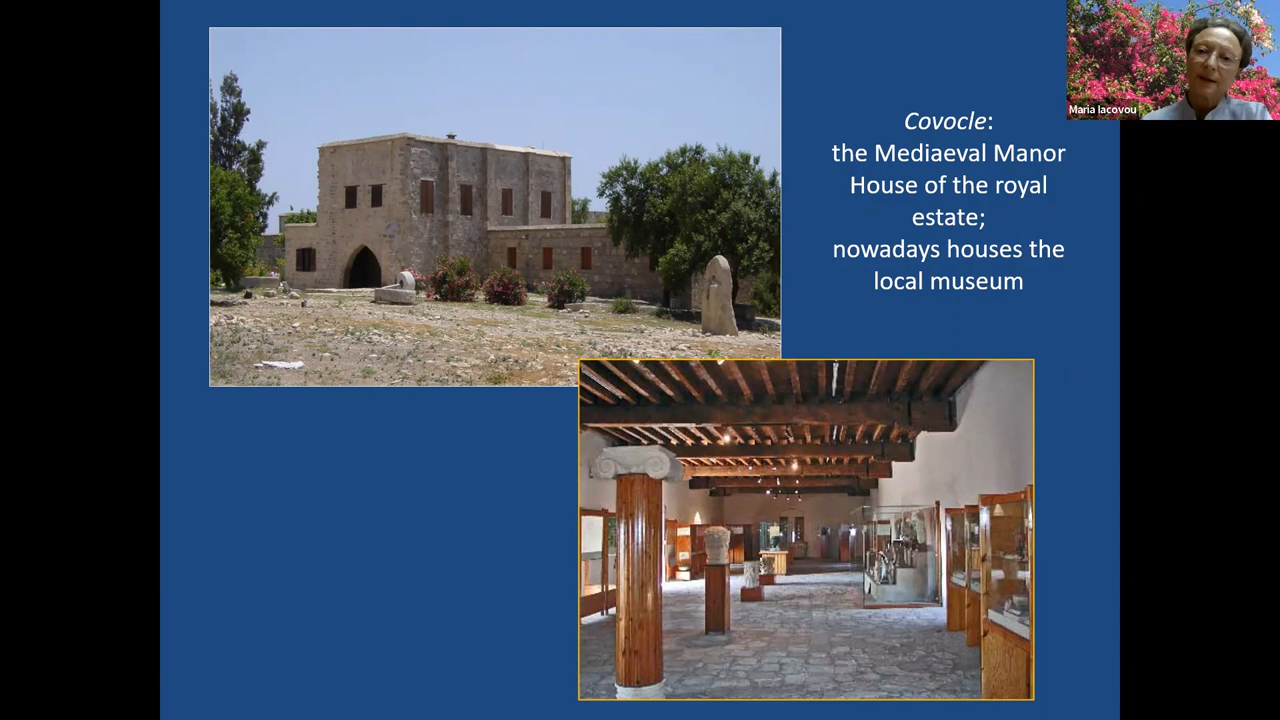 Maria Iacovou
Covocle:
the Mediaeval Manor
House of the royal
estate;
nowadays houses the
local museum